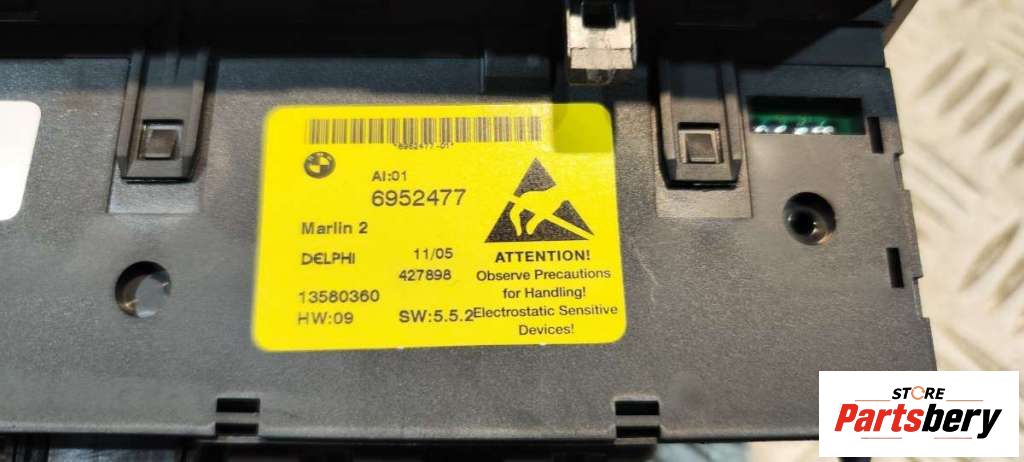 *6952477-01*
AI:01
6952477
Marlin 2
DELPHI 11/05
427898
13580360
HW:09 SW:5.5.2
ATTENTION!
Observe Precautions
for Handling!
Electrostatic Sensitive
Devices!
STORE
Partsbery